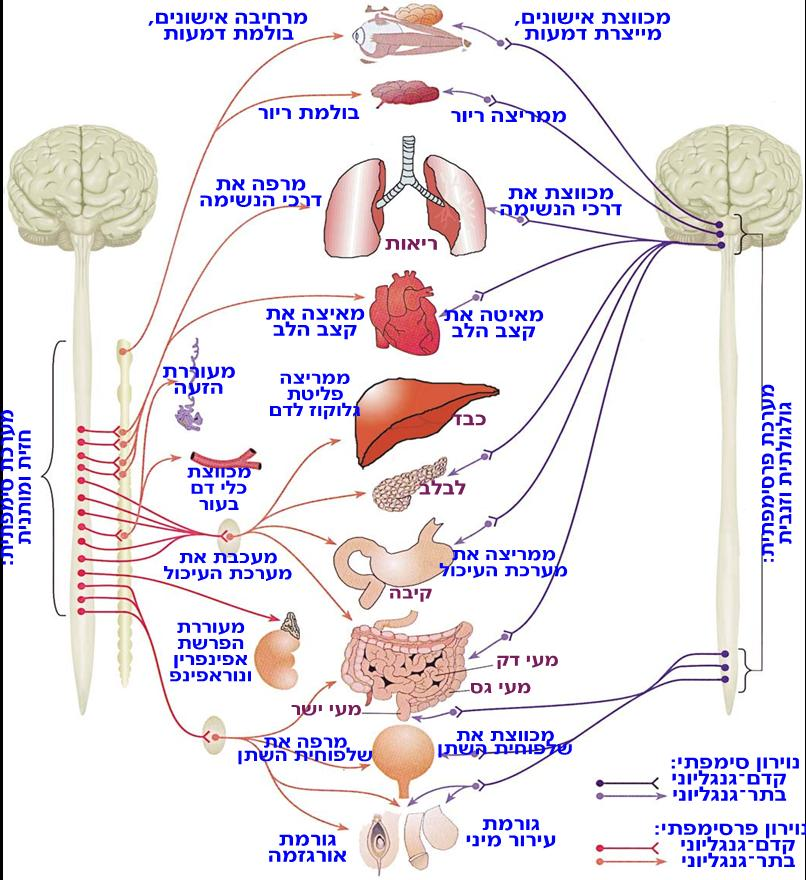 מרחיבה אישונים,
בולמת דמעות
מכווצת אישונים,
מייצרת דמעות
בולמת ריור
ממריצה ריור
מרפה את
דרכי הנשימה
מכווצת את
דרכי הנשימה
ריאות
מאיצה את
קצב הלב
מאיטה את
קצב הלב
מעוררת
הזעה
ממריצה
פליטת
גלוקוז לדם
כבד
מכווצת
כלי דם
בעור
לבלב
מעכבת את
מערכת העיכול
ממריצה את
מערכת העיכול
קיבה
מעוררת
הפרשת
אפינפרין
ונוראפינפ
מעי דק
מעי גס
מעי ישר
מרפה את
שלפוחית השתן
מכווצת את
שלפוחית השתן
גורמת
אורגזמה
גורמת
עירור מיני
מערכת סימפתית:
חזית ומותנית
מערכת פרסימפתית:
גולגולתית וזנבית
נוירון סימפתי:
קדם־גנגליוני
בתר־גנגליוני
נוירון פרסימפתי:
קדם־גנגליוני
בתר־גנגליוני